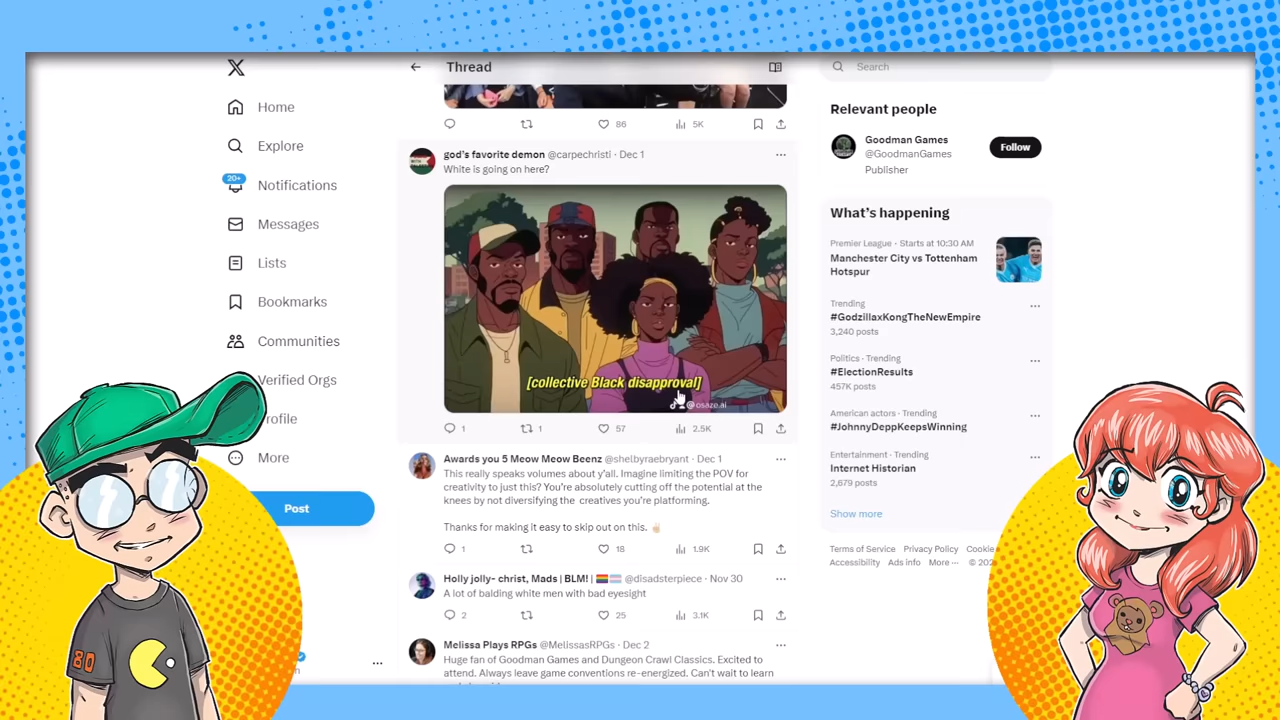 Thread
Search
Home
Explore
20+
Notifications
Messages
Lists
Bookmarks
Communities
Verified Orgs
More
Post
86
5K
god's favorite demon @carpechristi · Dec 1
White is going on here?
[collective Black disapproval]
@osaze.ai
1
1
57
2.5K
Awards you 5 Meow Meow Beenz @shelbyraebryant · Dec 1
This really speaks volumes about y'all. Imagine limiting the POV for
creativity to just this? You're absolutely cutting off the potential at the
knees by not diversifying the creatives you're platforming.
Thanks for making it easy to skip out on this.
1
18
1.9K
Holly jolly- christ, Mads | BLM! | @disadsterpiece · Nov 30
A lot of balding white men with bad eyesight
2
25
3.1K
Melissa Plays RPGs @MelissasRPGs · Dec 2
Huge fan of Goodman Games and Dungeon Crawl Classics. Excited to
attend. Always leave game conventions re-energized. Can't wait to learn
Relevant people
Goodman Games
@GoodmanGames
Follow
Publisher
What's happening
Premier League · Starts at 10:30 AM
Manchester City vs Tottenham
Hotspur
Trending
#GodzillaxKongTheNewEmpire
3,240 posts
Politics · Trending
#ElectionResults
457K posts
American actors · Trending
#JohnnyDeppKeepsWinning
Entertainment · Trending
Internet Historian
2,679 posts
Show more
Terms of Service Privacy Policy Cookie
Accessibility Ads info More ···
80